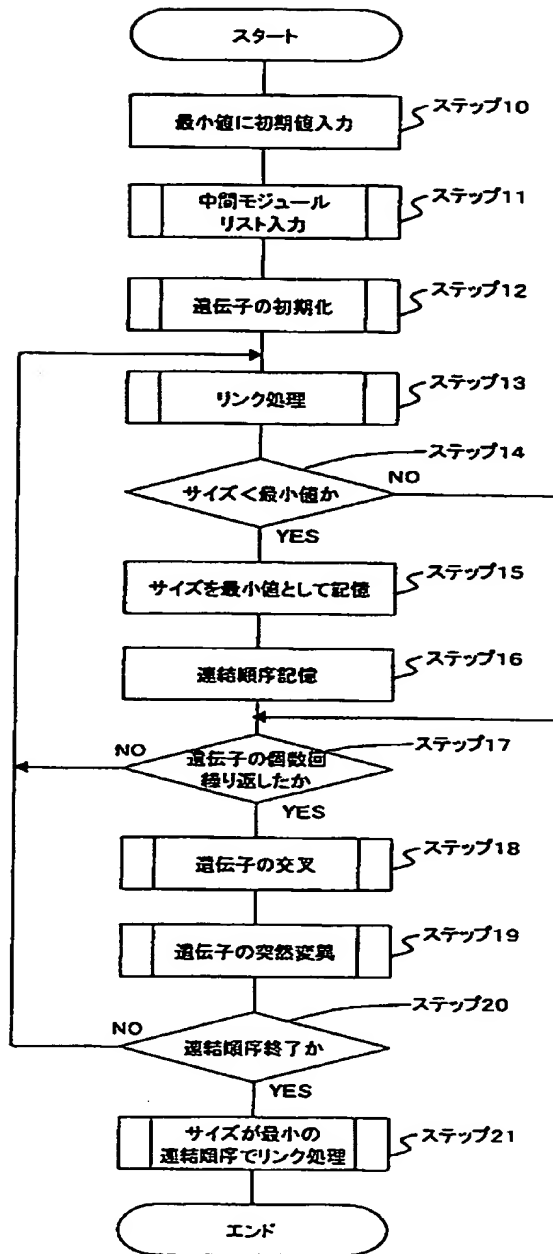 スタート
最小値に初期値入力
ステップ10
中間モジュール
リスト入力
ステップ11
遺伝子の初期化
ステップ12
リンク処理
ステップ13
サイズ<最小値か
ステップ14
NO
YES
サイズを最小値として記憶
ステップ15
連結順序記憶
ステップ16
遺伝子の個数回
繰り返したか
ステップ17
NO
YES
遺伝子の交叉
ステップ18
遺伝子の突然変異
ステップ19
連結順序終了か
ステップ20
NO
YES
サイズが最小の
連結順序でリンク処理
ステップ21
エンド